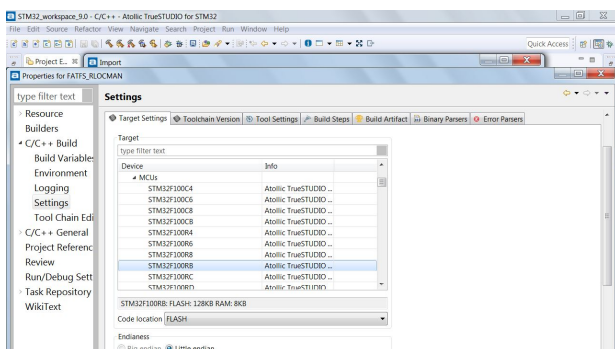 STM32_workspace_9.0 - C/C++ - Atollic TrueSTUDIO for STM32
File Edit Source Refactor View Navigate Search Project Run Window Help
Quick Access
Project E...
Import
Properties for FATFS_RLOCMAN
type filter text
Settings
Resource
Builders
C/C++ Build
Build Variables
Environment
Logging
Settings
Tool Chain Edi
C/C++ General
Project Referenc
Review
Run/Debug Sett
Task Repository
WikiText
Target Settings Toolchain Version Tool Settings Build Steps Build Artifact Binary Parsers Error Parsers
Target
type filter text
Device Info
MCUs
STM32F100C4 Atollic TrueSTUDIO ...
STM32F100C6 Atollic TrueSTUDIO ...
STM32F100C8 Atollic TrueSTUDIO ...
STM32F100CB Atollic TrueSTUDIO ...
STM32F100R4 Atollic TrueSTUDIO ...
STM32F100R6 Atollic TrueSTUDIO ...
STM32F100R8 Atollic TrueSTUDIO ...
STM32F100RB Atollic TrueSTUDIO ...
STM32F100RC Atollic TrueSTUDIO ...
STM32F100RD Atollic TrueSTUDIO ...
STM32F100RB: FLASH: 128KB RAM: 8KB
Code location FLASH
Endianess
Big endian Little endian